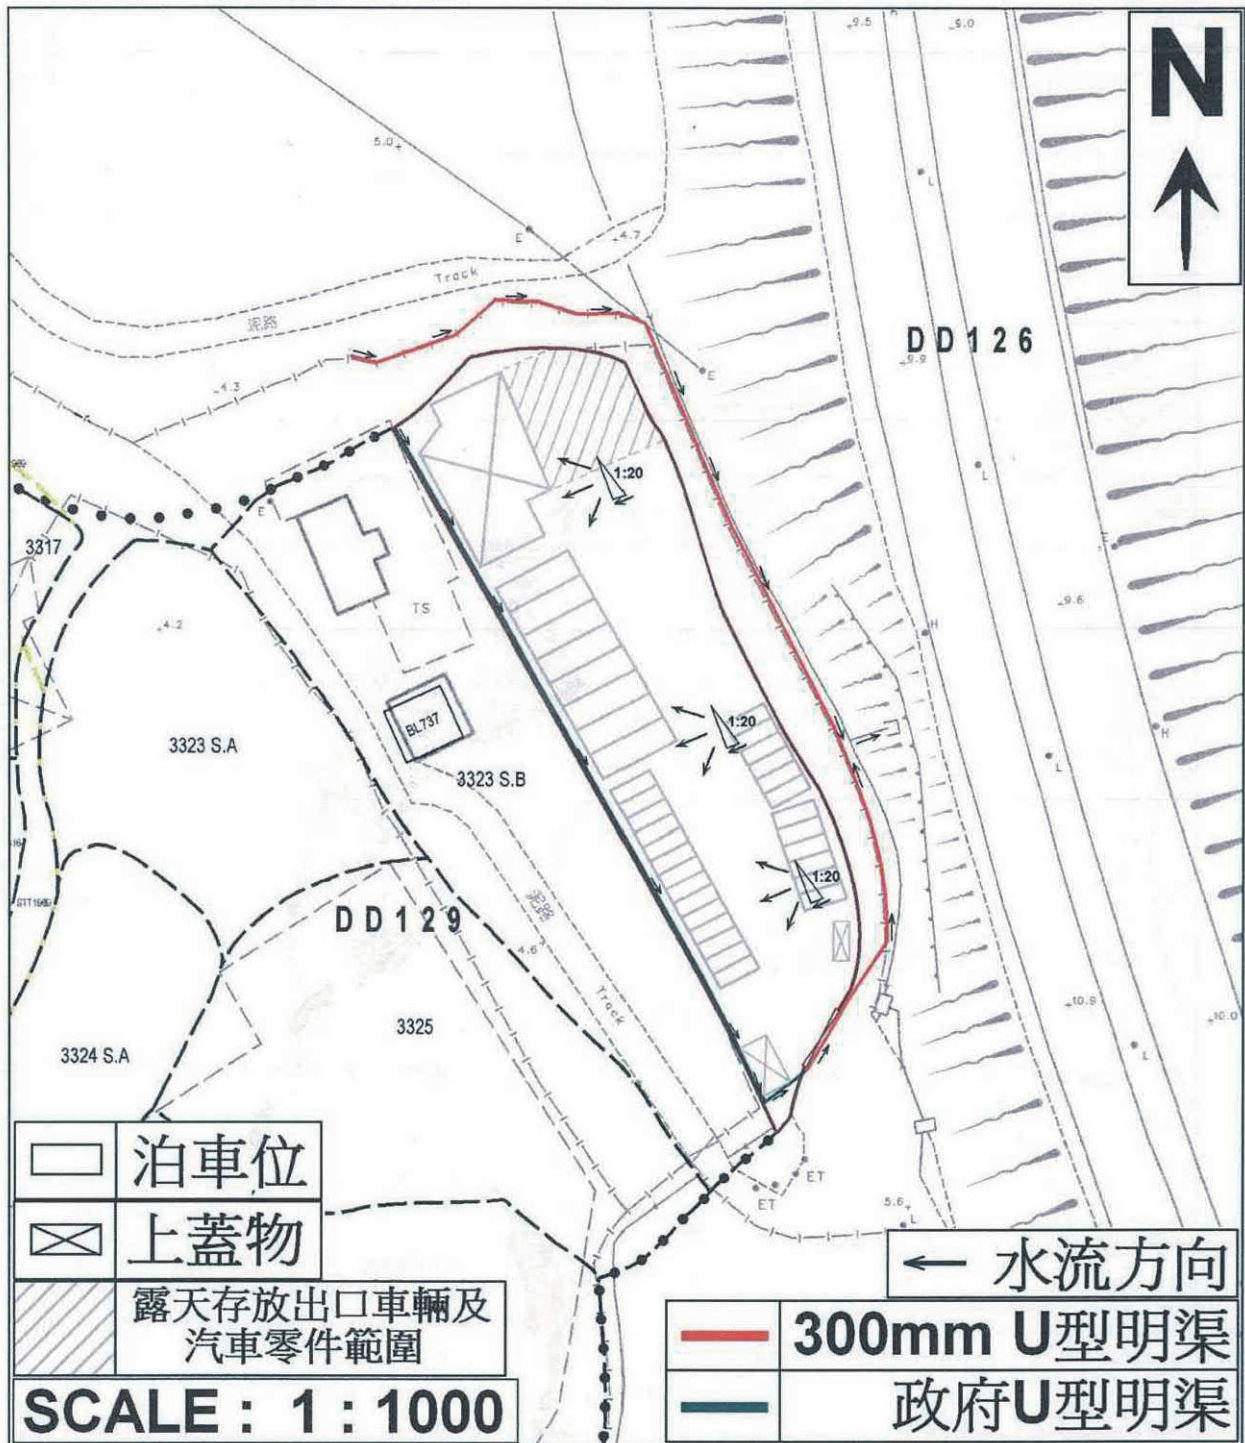 9.5
9.0
N
5.0
L
E
4.7
Track
泥路
DD126
9.9
E
4.3
1:20
L
E
3317
E
9.6
TS
4.2
H
BL737
1:20
H
3323 S.A
3323 S.B
L
1:20
STT1989
DD129
泥路
4.6
Track
10.9
10.0
3325
L
3324 S.A
泊車位
ET
ET
5.6
L
上蓋物
水流方向
露天存放出口車輛及
汽車零件範圍
300mm U型明渠
SCALE : 1 : 1000
政府U型明渠